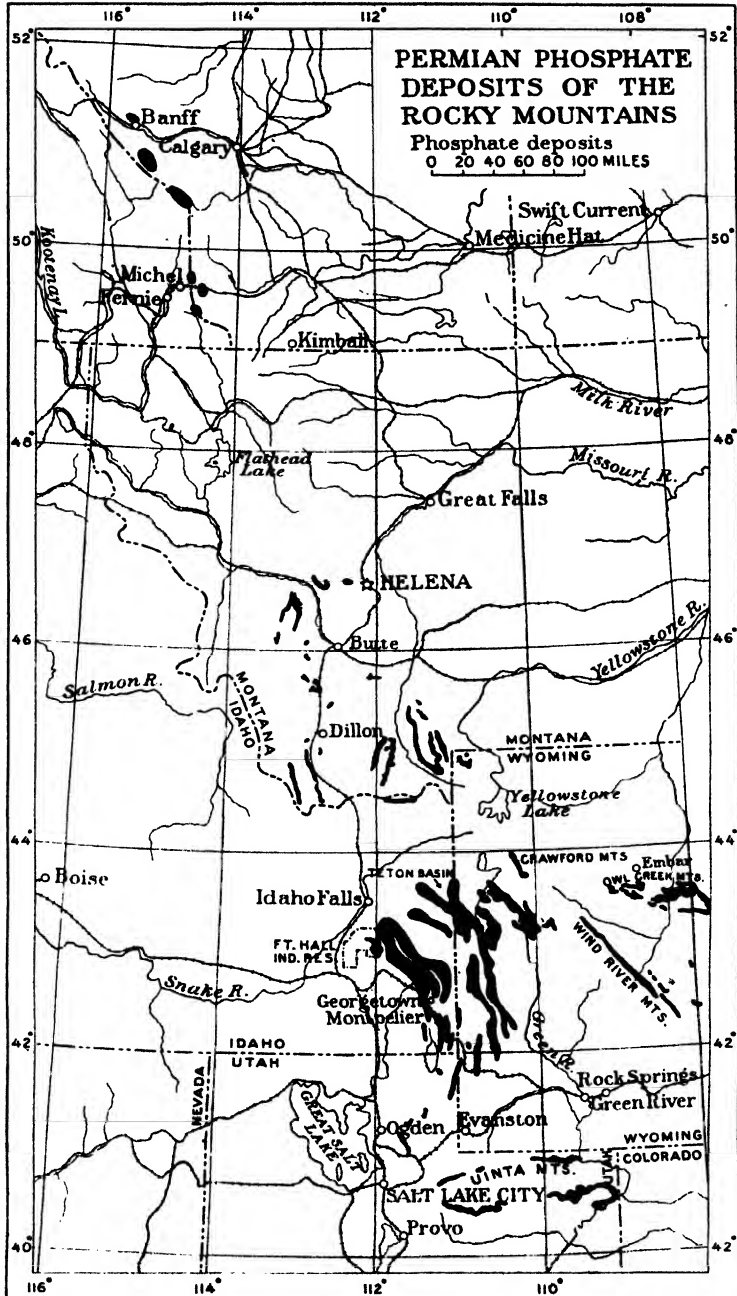 116°
114°
112°
110°
108°
52°
52°
PERMIAN PHOSPHATE
DEPOSITS OF THE
ROCKY MOUNTAINS
Phosphate deposits
0 20 40 60 80 100 MILES
Banff
Calgary
Swift Current
Medicine Hat
50°
50°
Kootenay L.
Michel
Fernie
Kimball
Milk River
48°
48°
Flathead
Lake
Missouri R.
Great Falls
HELENA
46°
46°
Butte
Yellowstone R.
Salmon R.
MONTANA
IDAHO
Dillon
MONTANA
WYOMING
Yellowstone
Lake
44°
44°
CRAWFORD MTS
Boise
TETON BASIN
Embar
OWL CREEK MTS.
Idaho Falls
FT. HALL
IND. RES.
WIND RIVER MTS.
Snake R.
Georgetown
Montpelier
Green R.
42°
42°
IDAHO
UTAH
Rock Springs
Green River
NEVADA
GREAT SALT
LAKE
Ogden
Evanston
WYOMING
COLORADO
UTAH
UINTA MTS.
SALT LAKE CITY
Provo
40°
42°
116°
114°
112°
110°